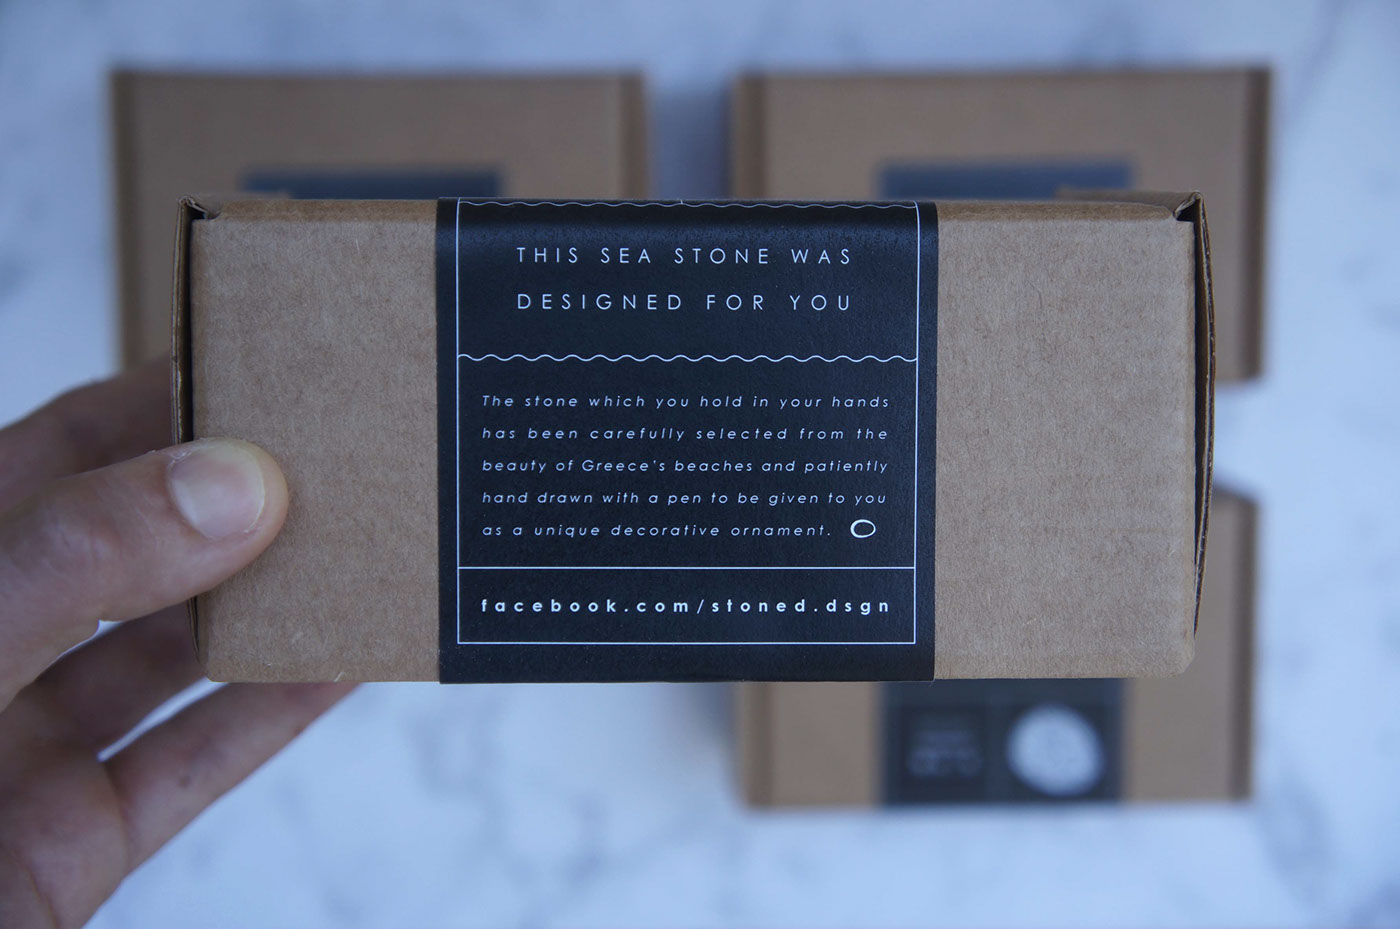 THIS SEA STONE WAS
DESIGNED FOR YOU
The stone which you hold in your hands
has been carefully selected from the
beauty of Greece's beaches and patiently
hand drawn with a pen to be given to you
as a unique decorative ornament.
facebook.com/stoned.dsgn